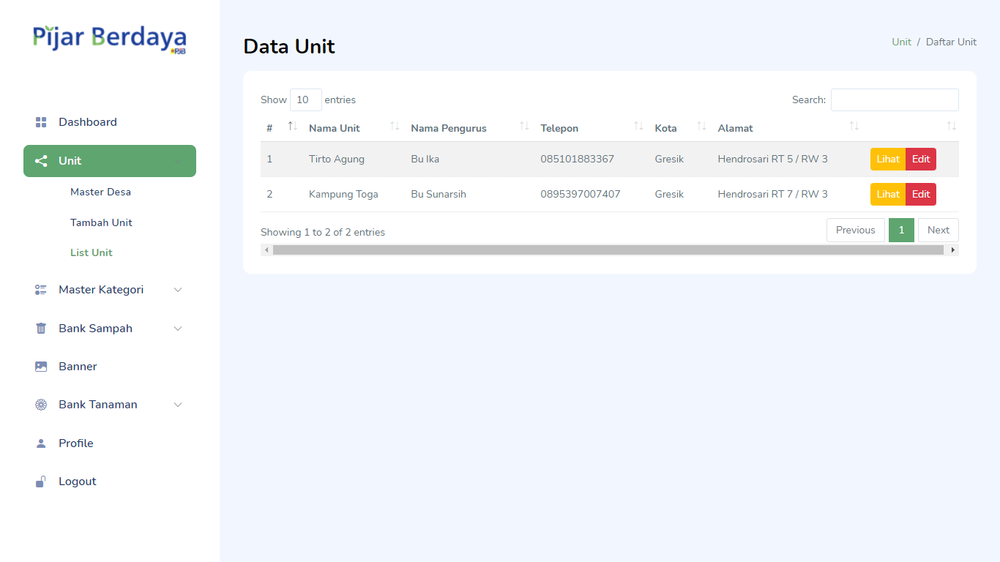 Pijar Berdaya
PJB
Dashboard
Unit
Master Desa
Tambah Unit
List Unit
Master Kategori
Bank Sampah
Banner
Bank Tanaman
Profile
Logout
Data Unit
Unit / Daftar Unit
Show 10 entries
Search:
# Nama Unit Nama Pengurus Telepon Kota Alamat
1 Tirto Agung Bu Ika 085101883367 Gresik Hendrosari RT 5 / RW 3 Lihat Edit
2 Kampung Toga Bu Sunarsih 0895397007407 Gresik Hendrosari RT 7 / RW 3 Lihat Edit
Showing 1 to 2 of 2 entries
Previous 1 Next